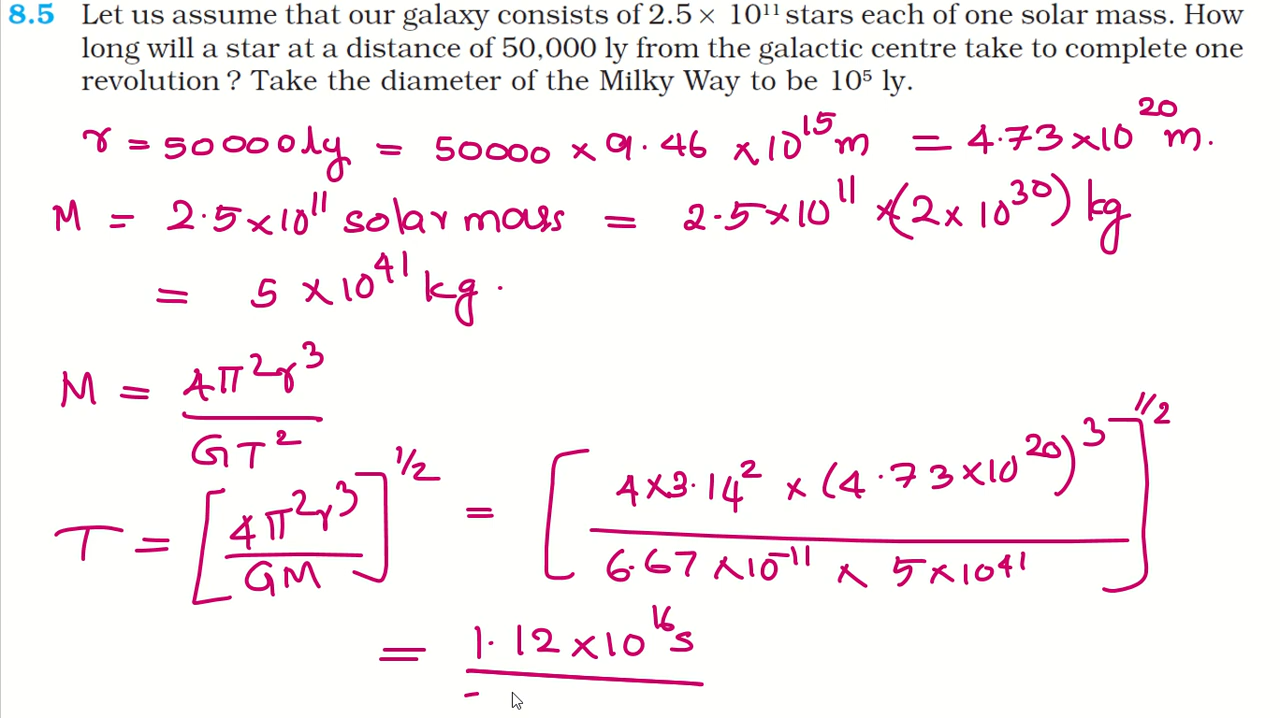 8.5 Let us assume that our galaxy consists of 2.5 × 10¹¹ stars each of one solar mass. How
long will a star at a distance of 50,000 ly from the galactic centre take to complete one
revolution ? Take the diameter of the Milky Way to be 10⁵ ly.
r = 50000 ly = 50000 × 9.46 × 10¹⁵ m = 4.73 × 10²⁰ m.
M = 2.5 × 10¹¹ solar mass = 2.5 × 10¹¹ × (2 × 10³⁰) kg
= 5 × 10⁴¹ kg.
M = 4π²r³ / GT²
T = [4π²r³ / GM]^1/2 = [4×3.14² × (4.73×10²⁰)³ / 6.67 × 10⁻¹¹ × 5×10⁴¹]^1/2
= 1.12 × 10¹⁶ s